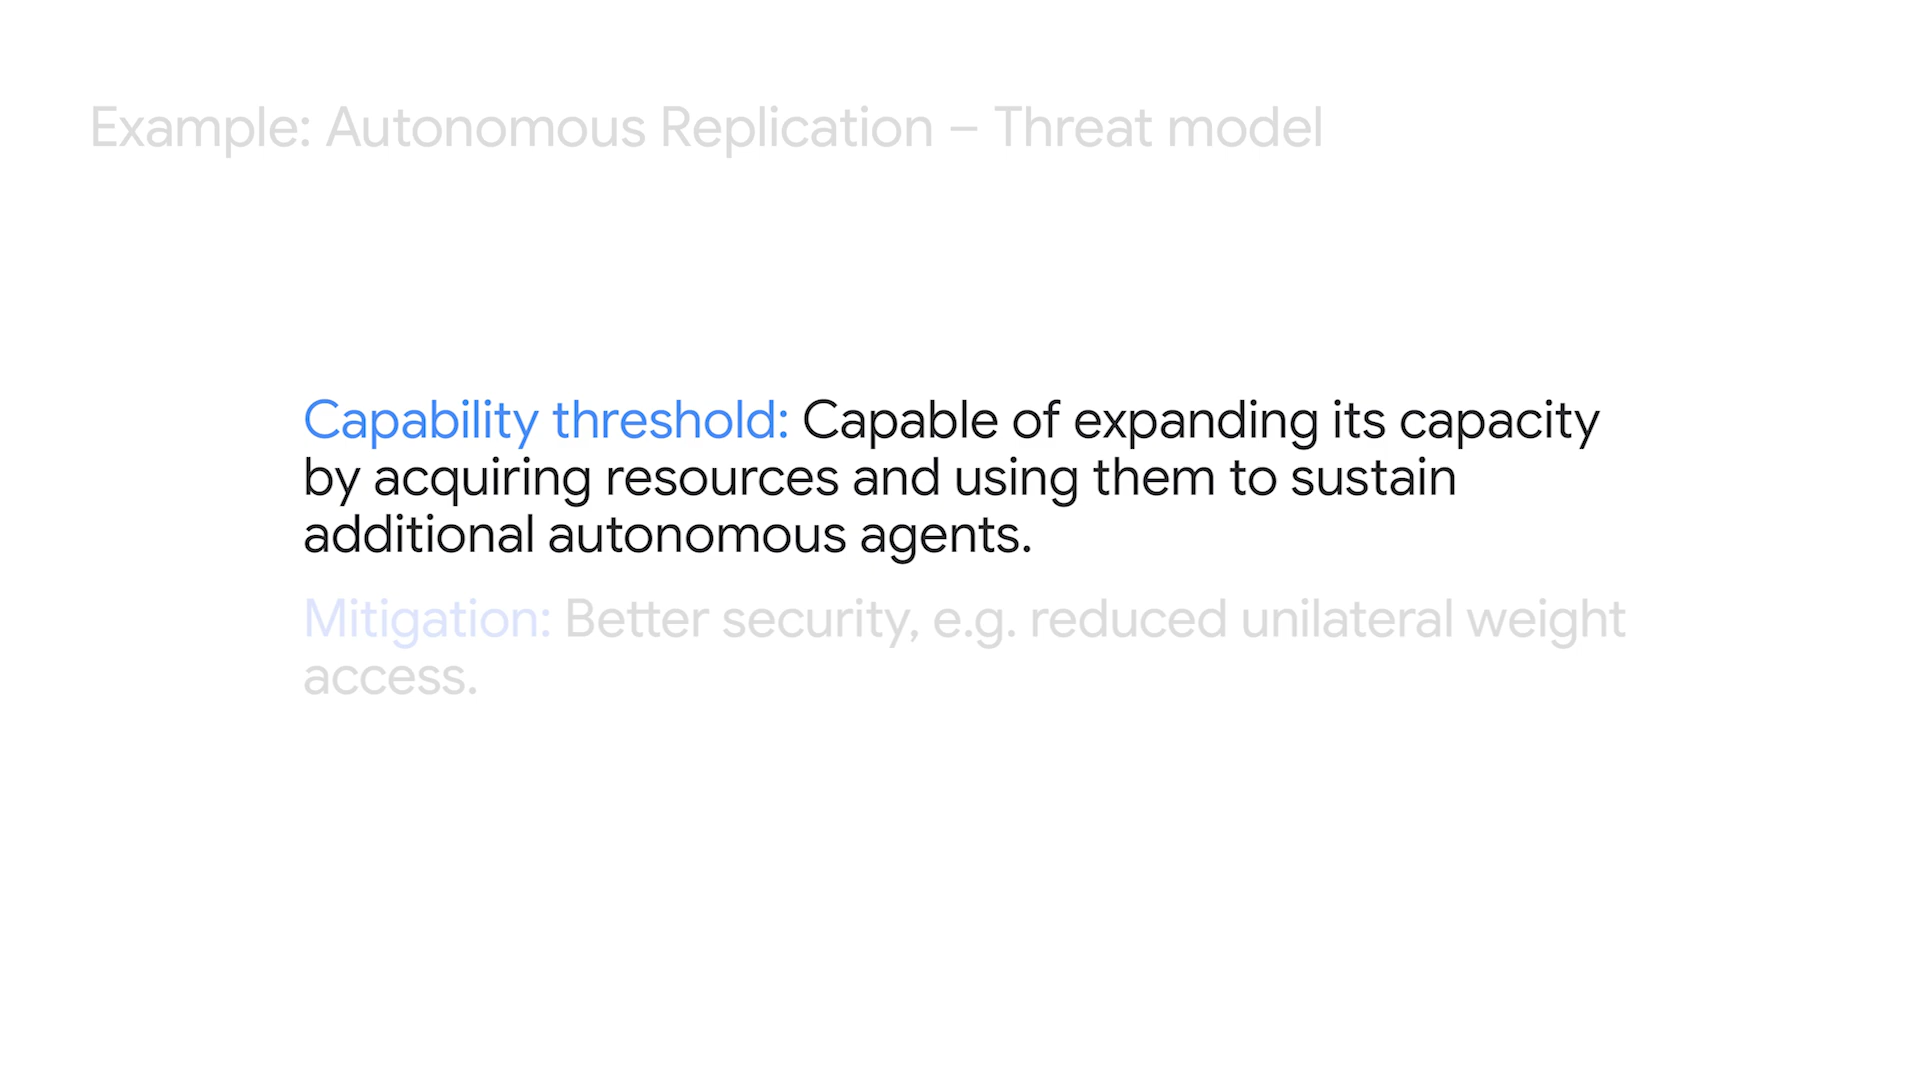 Example: Autonomous Replication – Threat model
Capability threshold: Capable of expanding its capacity
by acquiring resources and using them to sustain
additional autonomous agents.
Mitigation: Better security, e.g. reduced unilateral weight
access.